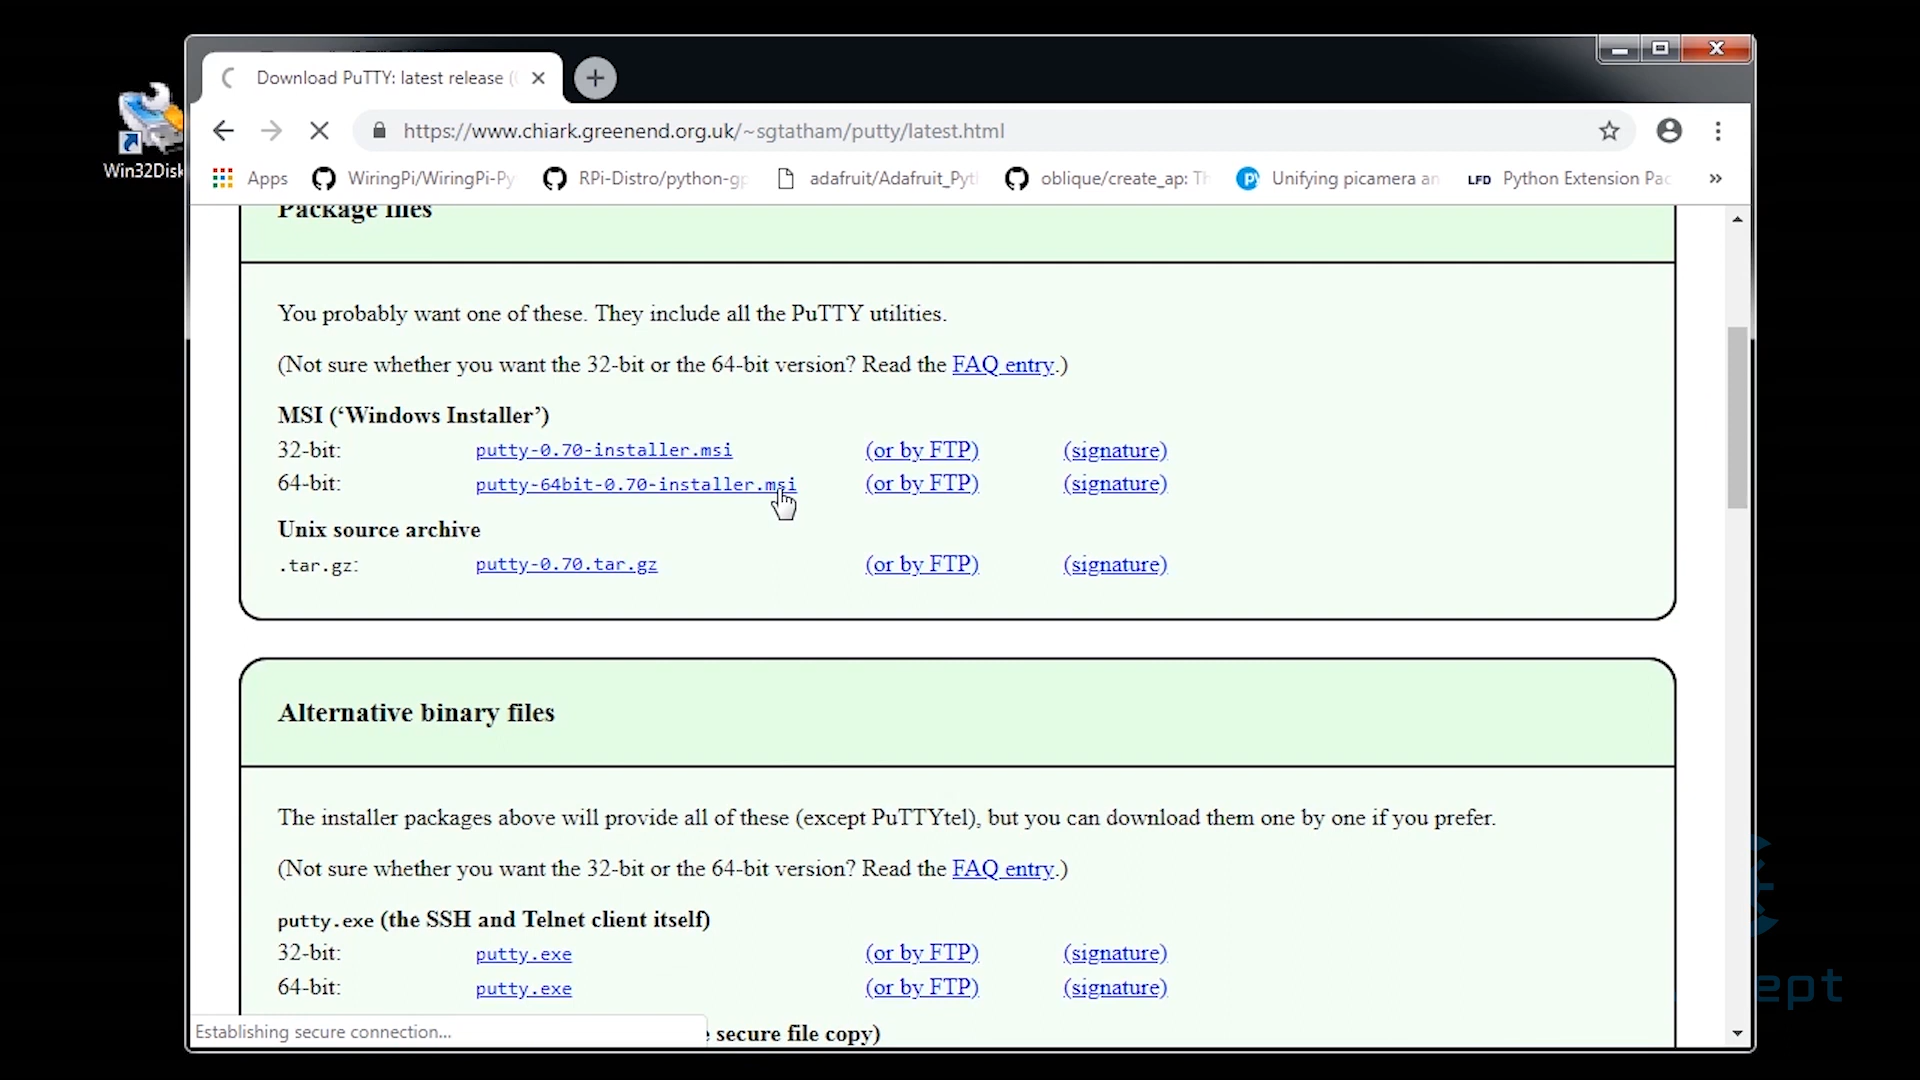 Download PuTTY: latest release (
https://www.chiark.greenend.org.uk/~sgtatham/putty/latest.html
Win32Disk
Apps WiringPi/WiringPi-Py RPi-Distro/python-gp adafruit/Adafruit_Pyt oblique/create_ap: Th Unifying picamera an LFD Python Extension Pac »
Package files
You probably want one of these. They include all the PuTTY utilities.
(Not sure whether you want the 32-bit or the 64-bit version? Read the FAQ entry.)
MSI (‘Windows Installer’)
32-bit: putty-0.70-installer.msi (or by FTP) (signature)
64-bit: putty-64bit-0.70-installer.msi (or by FTP) (signature)
Unix source archive
.tar.gz: putty-0.70.tar.gz (or by FTP) (signature)
Alternative binary files
The installer packages above will provide all of these (except PuTTYtel), but you can download them one by one if you prefer.
(Not sure whether you want the 32-bit or the 64-bit version? Read the FAQ entry.)
putty.exe (the SSH and Telnet client itself)
32-bit: putty.exe (or by FTP) (signature)
64-bit: putty.exe (or by FTP) (signature)
ept
Establishing secure connection... secure file copy)